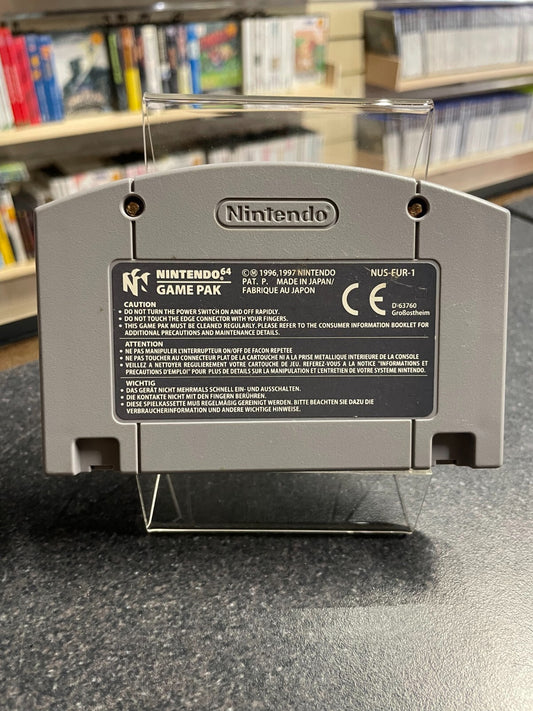 Nintendo
NINTENDO 64
GAME PAK
©Ⓜ 1996,1997 NINTENDO
PAT. P. MADE IN JAPAN/
FABRIQUE AU JAPON
NUS-EUR-1
CE
D-63760
Großostheim
CAUTION
• DO NOT TURN THE POWER SWITCH ON AND OFF RAPIDLY.
• DO NOT TOUCH THE EDGE CONNECTOR WITH YOUR FINGERS.
• THIS GAME PAK MUST BE CLEANED REGULARLY. PLEASE REFER TO THE CONSUMER INFORMATION BOOKLET FOR
ADDITIONAL PRECAUTIONS AND MAINTENANCE DETAILS.
ATTENTION
• NE PAS MANIPULER L'INTERRUPTEUR ON/OFF DE FACON REPETEE
• NE PAS TOUCHER AU CONNECTEUR PLAT DE LA CARTOUCHE NI A LA PRISE METALLIQUE INTERIEURE DE LA CONSOLE
• VEILLEZ A NETTOYER REGULIEREMENT VOTRE CARTOUCHE DE JEU. REFEREZ-VOUS A LA NOTICE "INFORMATIONS ET
PRECAUTIONS D'EMPLOI" POUR PLUS DE DETAILS SUR LA MANIPULATION ET L'ENTRETIEN DE VOTRE SYSTEME NINTENDO.
WICHTIG
• DAS GERÄT NICHT MEHRMALS SCHNELL EIN- UND AUSSCHALTEN.
• DIE KONTAKTE NICHT MIT DEN FINGERN BERÜHREN.
• DIESE SPIELKASSETTE MUß REGELMÄßIG GEREINIGT WERDEN. BITTE BEACHTEN SIE DAZU DIE
VERBRAUCHERINFORMATION UND ANDERE WICHTIGE HINWEISE.